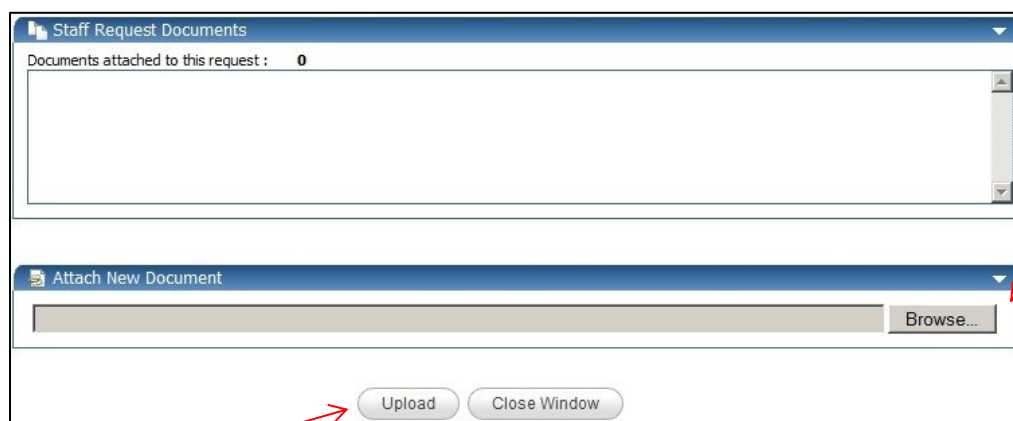 Staff Request Documents
Documents attached to this request : 0
Attach New Document
Browse...
Upload Close Window